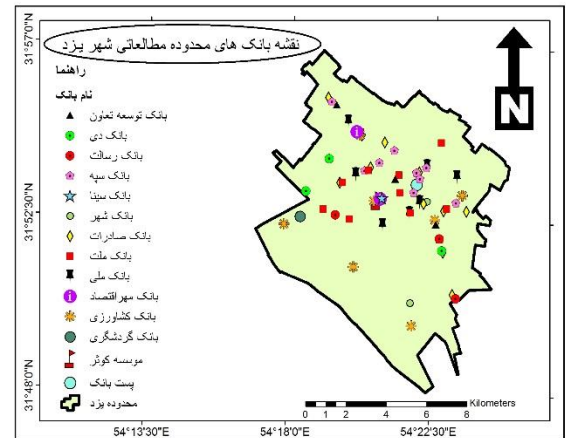 نقشه بانک های محدوده مطالعاتی شهر یزد
راهنما
نام بانک
بانک توسعه تعاون
بانک دی
بانک رسالت
بانک سپه
بانک سینا
بانک شهر
بانک صادرات
بانک ملت
بانک ملی
بانک مهراقتصاد
بانک کشاورزی
بانک گردشگری
موسسه کوثر
پست بانک
محدوده یزد
N
31°57'0"N
31°52'30"N
31°48'0"N
Kilometers
0 1 2 4 6 8
54°13'30"E 54°18'0"E 54°22'30"E